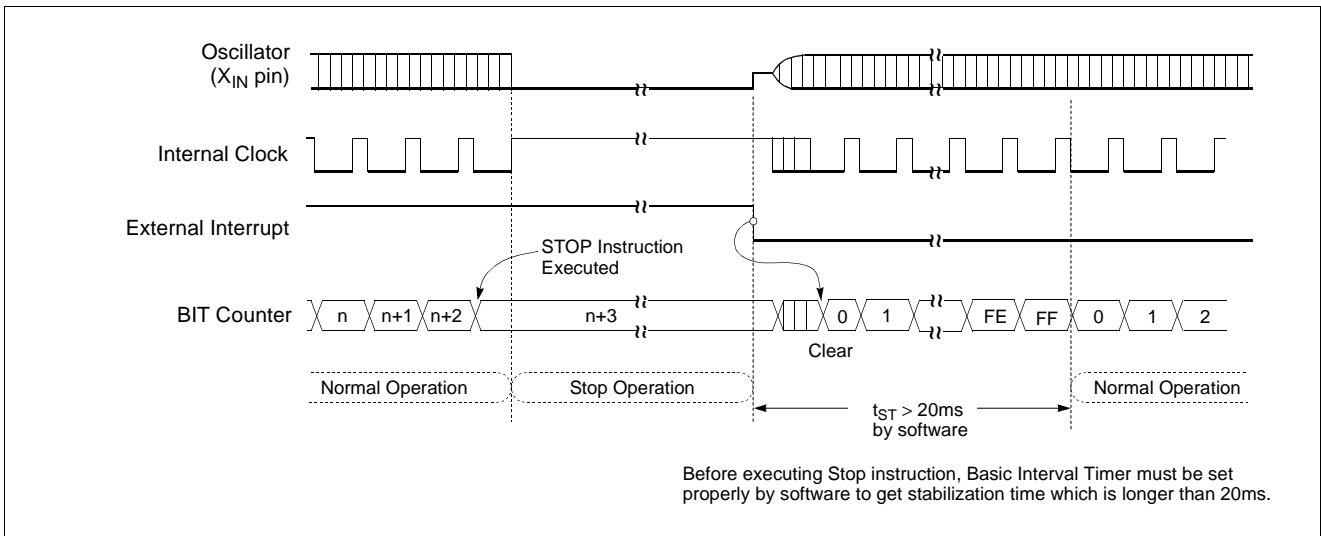 Oscillator
(XIN pin)
Internal Clock
External Interrupt
STOP Instruction
Executed
BIT Counter
n
n+1
n+2
n+3
0
1
FE
FF
0
1
2
Clear
Normal Operation
Stop Operation
Normal Operation
tST > 20ms
by software
Before executing Stop instruction, Basic Interval Timer must be set
properly by software to get stabilization time which is longer than 20ms.